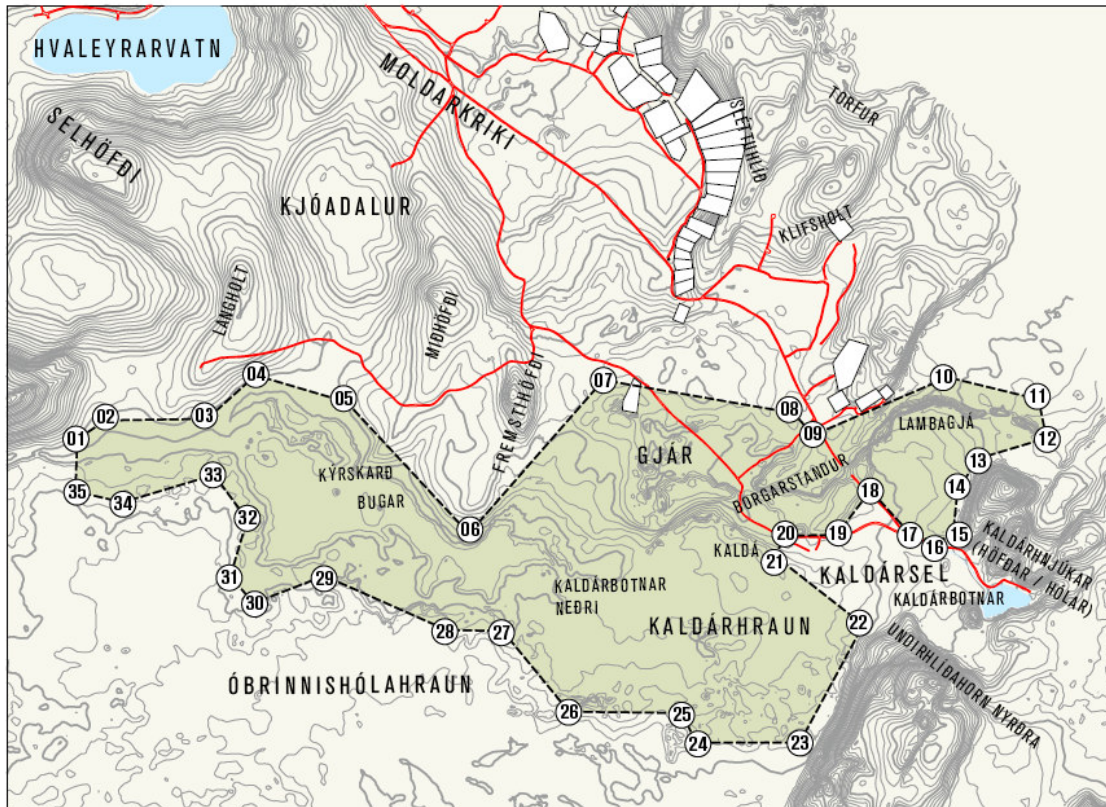 HVALEYRARVATN
SELHÖFÐI
MOLDARKRIKI
KJÓADALUR
SLÉTTUHLÍÐ
TORFUR
KLIFSHOLT
LANGHOLT
MIÐHÖFÐI
FREMSTIHÖFÐI
04
05
07
08
09
10
11
12
13
14
15
16
17
18
19
20
21
22
23
24
25
26
27
28
29
30
31
32
33
34
35
01
02
03
06
LAMBAGJÁ
GJÁR
BORGARSTANDUR
KÝRSKARÐ
BUGAR
KALDÁ
KALDÁRSEL
KALDÁRHNJÚKAR
(HÖFÐAR / HÓLAR)
KALDÁRBOTNAR
KALDÁRBOTNAR
NEÐRI
KALDÁRHRAUN
UNDIRHLÍÐAHORN NYRÐRA
ÓBRINNISHÓLAHRAUN